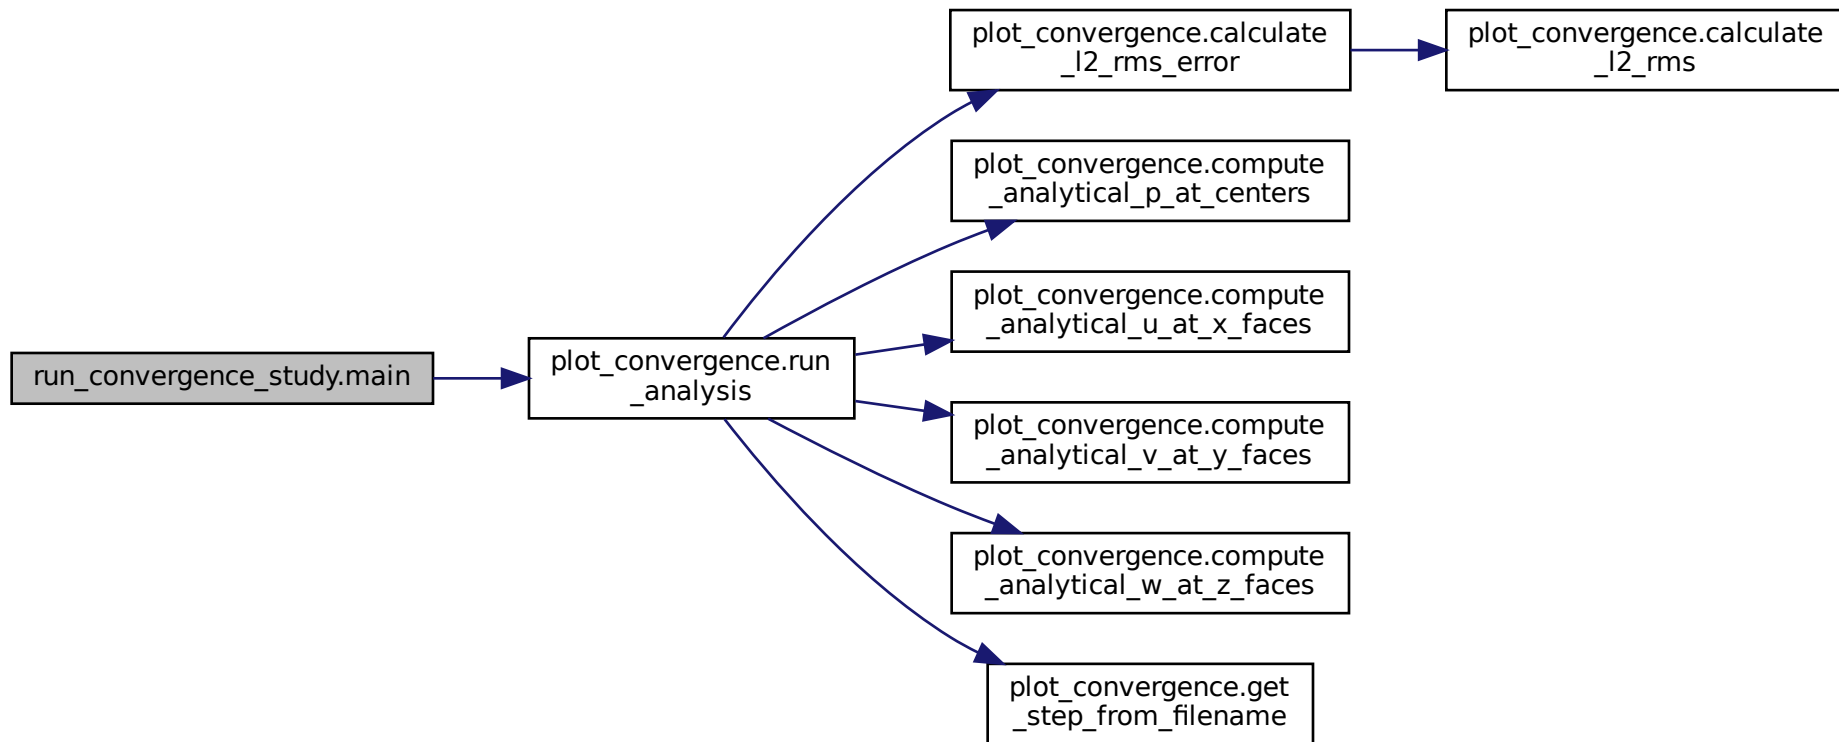 plot_convergence.calculate
_l2_rms_error
plot_convergence.calculate
_l2_rms
plot_convergence.compute
_analytical_p_at_centers
plot_convergence.compute
_analytical_u_at_x_faces
run_convergence_study.main
plot_convergence.run
_analysis
plot_convergence.compute
_analytical_v_at_y_faces
plot_convergence.compute
_analytical_w_at_z_faces
plot_convergence.get
_step_from_filename